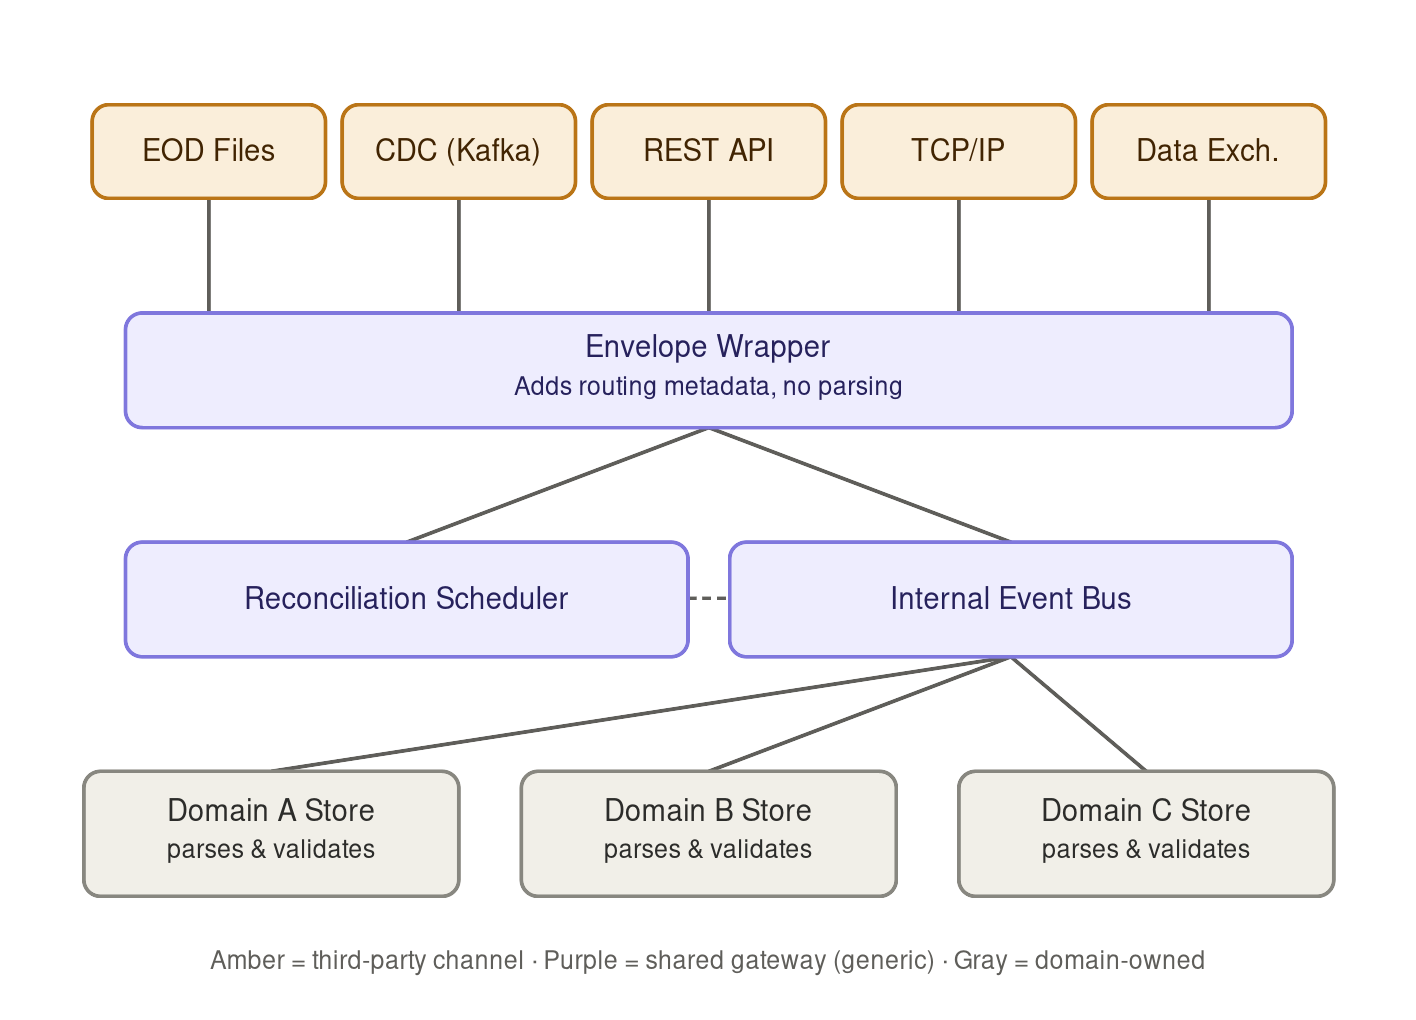 EOD Files
CDC (Kafka)
REST API
TCP/IP
Data Exch.
Envelope Wrapper
Adds routing metadata, no parsing
Reconciliation Scheduler
Internal Event Bus
Domain A Store
parses & validates
Domain B Store
parses & validates
Domain C Store
parses & validates
Amber = third-party channel · Purple = shared gateway (generic) · Gray = domain-owned